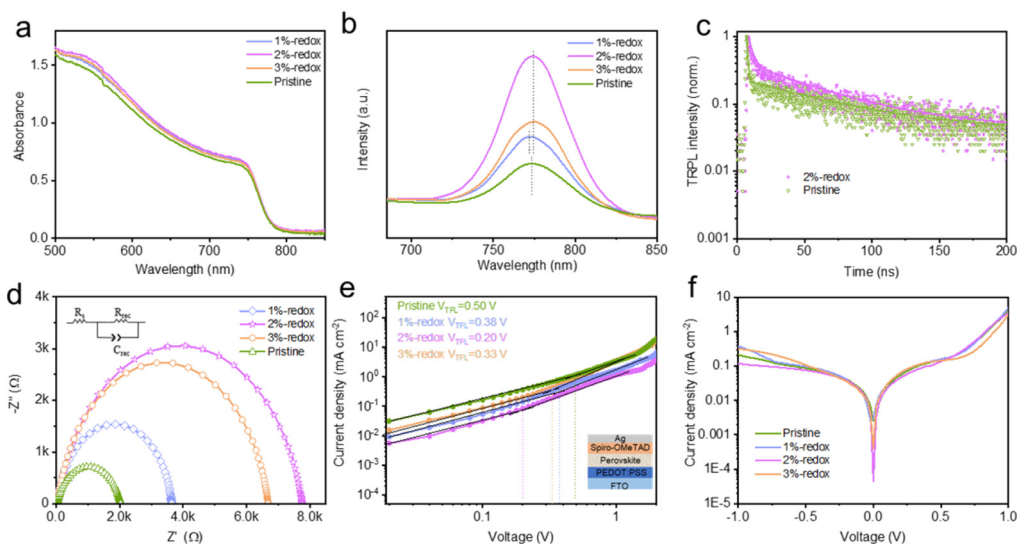 a
1%-redox
2%-redox
3%-redox
Pristine
Absorbance
1.5
1.0
0.5
0.0
500
600
700
800
Wavelength (nm)
b
1%-redox
2%-redox
3%-redox
Pristine
Intensity (a.u.)
700
750
800
850
Wavelength (nm)
c
TRPL intensity (norm.)
1
0.1
0.01
0.001
2%-redox
Pristine
0
50
100
150
200
Time (ns)
d
4k
3k
2k
1k
0
-Z'' (Ω)
R_s
R_rec
C_rec
1%-redox
2%-redox
3%-redox
Pristine
0.0
2.0k
4.0k
6.0k
8.0k
Z' (Ω)
e
Pristine V_TFL=0.50 V
1%-redox V_TFL=0.38 V
2%-redox V_TFL=0.20 V
3%-redox V_TFL=0.33 V
Current density (mA cm⁻²)
10²
10¹
10⁰
10⁻¹
10⁻²
10⁻³
10⁻⁴
Ag
Spiro-OMeTAD
Perovskite
PEDOT:PSS
FTO
0.1
1
Voltage (V)
f
Current density (mA cm⁻²)
100
10
1
0.1
0.01
0.001
1E-4
1E-5
Pristine
1%-redox
2%-redox
3%-redox
-1.0
-0.5
0.0
0.5
1.0
Voltage (V)